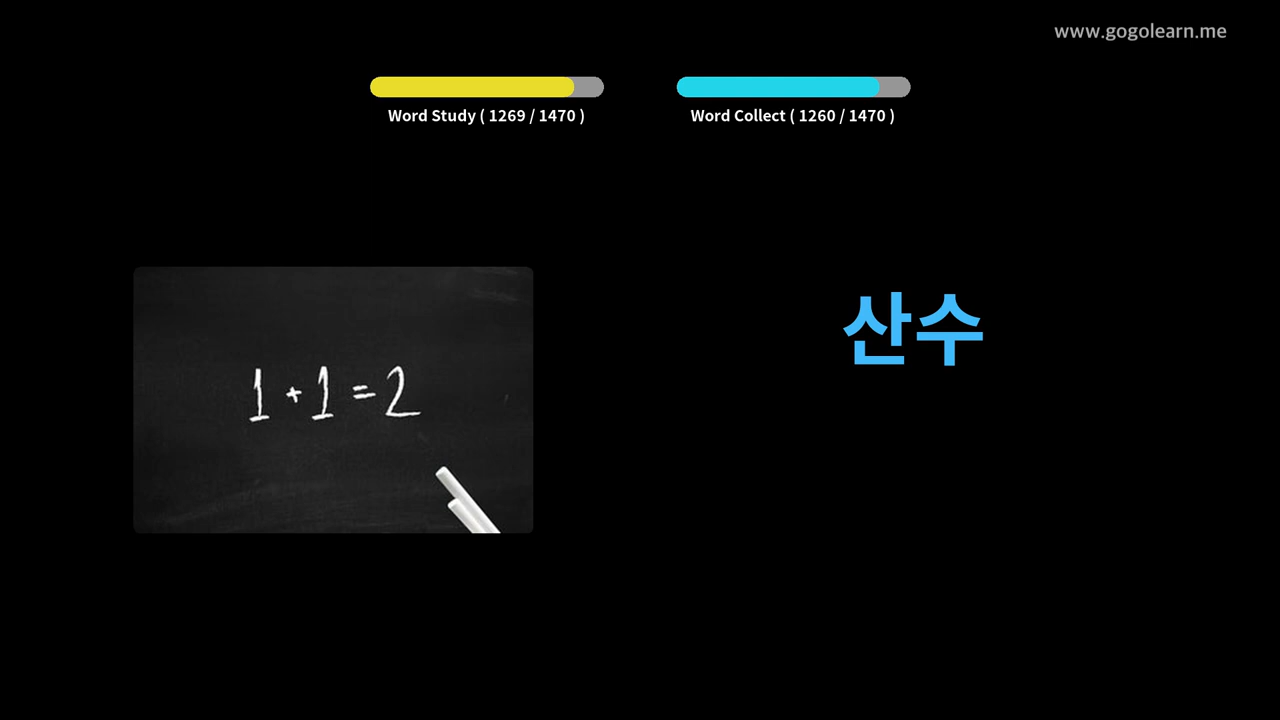 www.gogolearn.me
Word Study ( 1269 / 1470 )
Word Collect ( 1260 / 1470 )
1 + 1 = 2
산수